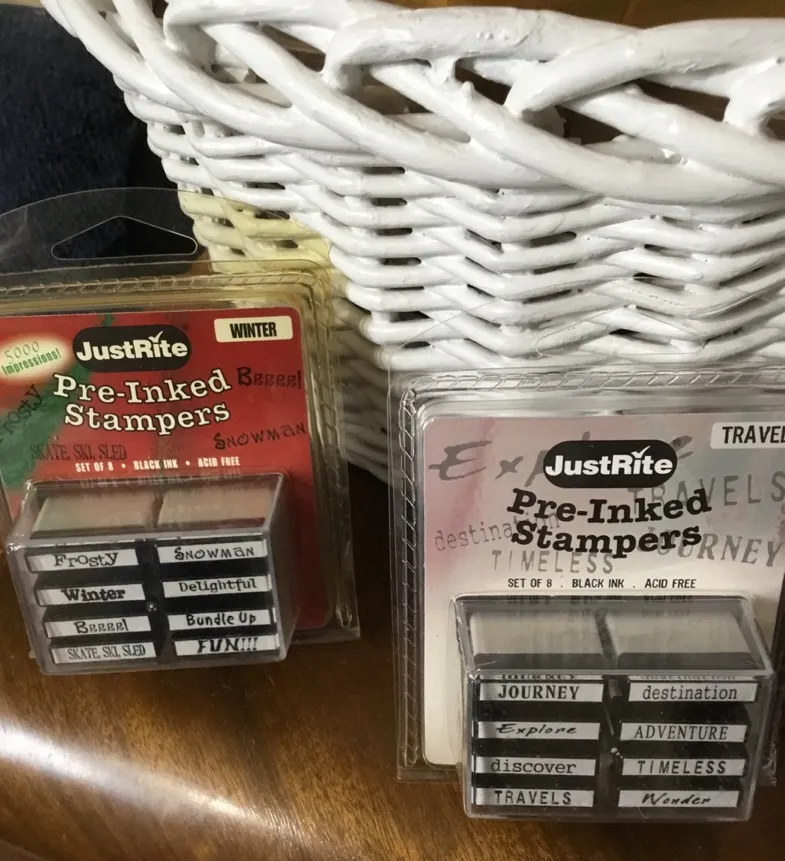 WINTER
5000
Impressions!
JustRite
Pre-Inked
Stampers
Brrrr!
Frosty
SNOWMAN
SKATE, SKI, SLED
SET OF 8 • BLACK INK • ACID FREE
Frosty
SNOWMAN
Winter
Delightful
Brrrr!
Bundle Up
SKATE, SKI, SLED
FUN!!!
TRAVEL
Explore
JustRite
TRAVELS
Pre-Inked
Stampers
destination
JOURNEY
TIMELESS
SET OF 8 . BLACK INK . ACID FREE
JOURNEY
destination
Explore
ADVENTURE
discover
TIMELESS
TRAVELS
Wonder